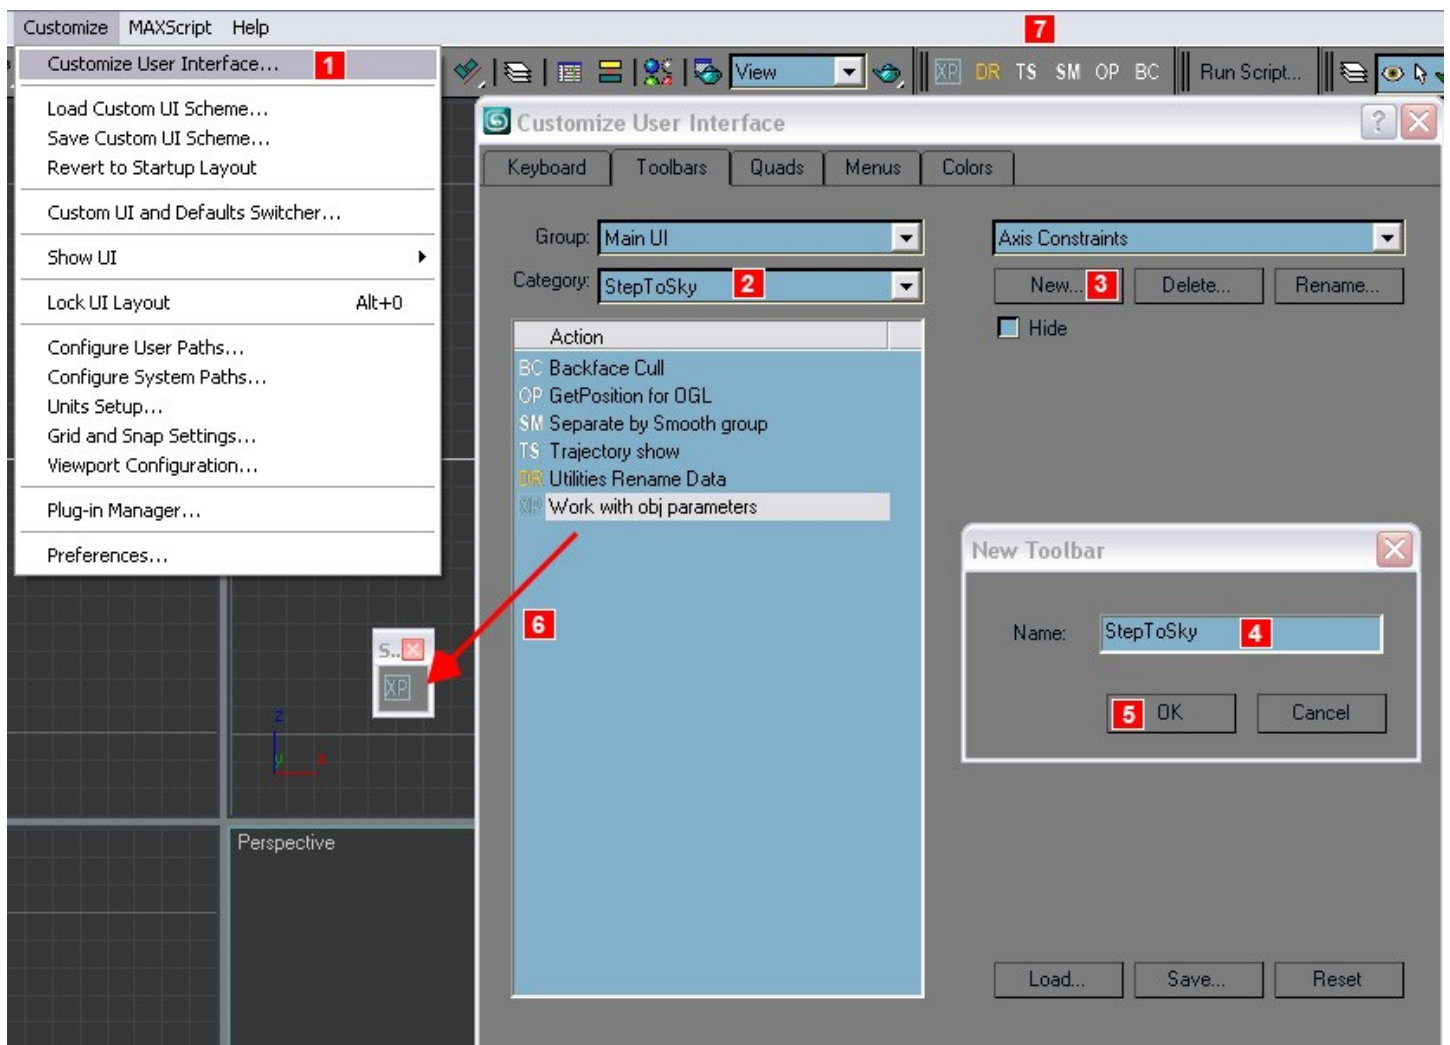 Customize MAXScript Help
7
Customize User Interface... 1
View
XP DR TS SM OP BC Run Script...
Load Custom UI Scheme...
Save Custom UI Scheme...
Revert to Startup Layout
Custom UI and Defaults Switcher...
Show UI
Lock UI Layout Alt+0
Configure User Paths...
Configure System Paths...
Units Setup...
Grid and Snap Settings...
Viewport Configuration...
Plug-in Manager...
Preferences...
Customize User Interface
Keyboard Toolbars Quads Menus Colors
Group: Main UI
Category: StepToSky 2
Action
BC Backface Cull
OP GetPosition for OGL
SM Separate by Smooth group
TS Trajectory show
DR Utilities Rename Data
XP Work with obj parameters
6
Axis Constraints
New... 3 Delete... Rename...
Hide
New Toolbar
Name: StepToSky 4
5 OK Cancel
Load... Save... Reset
S..
XP
z
y x
Perspective